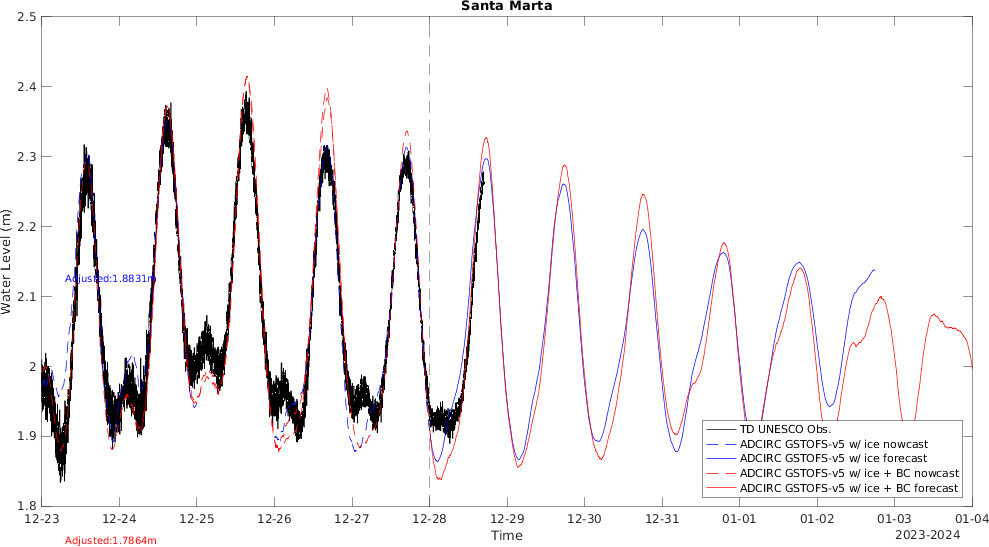 Santa Marta
2.5
2.4
2.3
2.2
2.1
2
1.9
1.8
Water Level (m)
Adjusted:1.8831m
TD UNESCO Obs.
ADCIRC GSTOFS-v5 w/ ice nowcast
ADCIRC GSTOFS-v5 w/ ice forecast
ADCIRC GSTOFS-v5 w/ ice + BC nowcast
ADCIRC GSTOFS-v5 w/ ice + BC forecast
12-23 12-24 12-25 12-26 12-27 12-28 12-29 12-30 12-31 01-01 01-02 01-03 01-04
Time
2023-2024
Adjusted:1.7864m